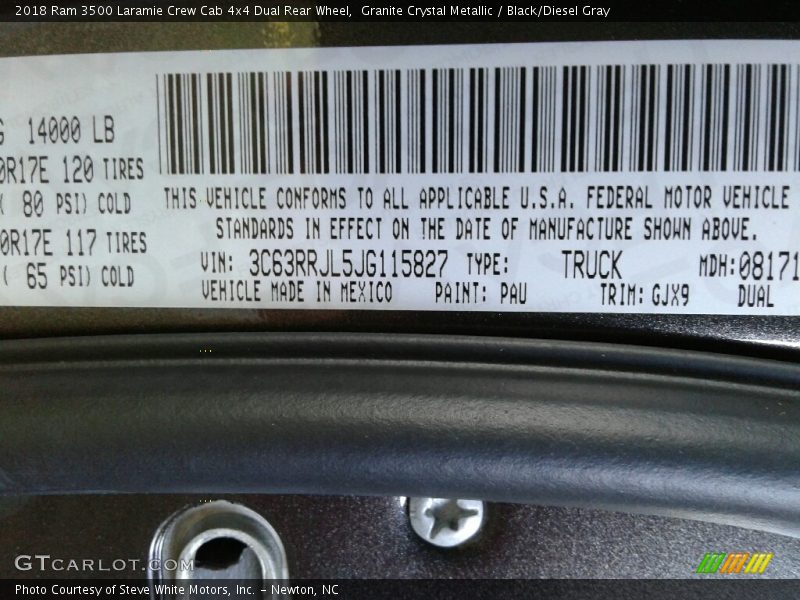 2018 Ram 3500 Laramie Crew Cab 4x4 Dual Rear Wheel,  Granite Crystal Metallic / Black/Diesel Gray
14000 LB
0R17E 120 TIRES
80 PSI) COLD
0R17E 117 TIRES
( 65 PSI) COLD
THIS VEHICLE CONFORMS TO ALL APPLICABLE U.S.A. FEDERAL MOTOR VEHICLE
STANDARDS IN EFFECT ON THE DATE OF MANUFACTURE SHOWN ABOVE.
VIN: 3C63RRJL5JG115827 TYPE: TRUCK MDH:08171
VEHICLE MADE IN MEXICO PAINT: PAU TRIM: GJX9 DUAL
GTcarlot.com
Photo Courtesy of Steve White Motors, Inc. – Newton, NC